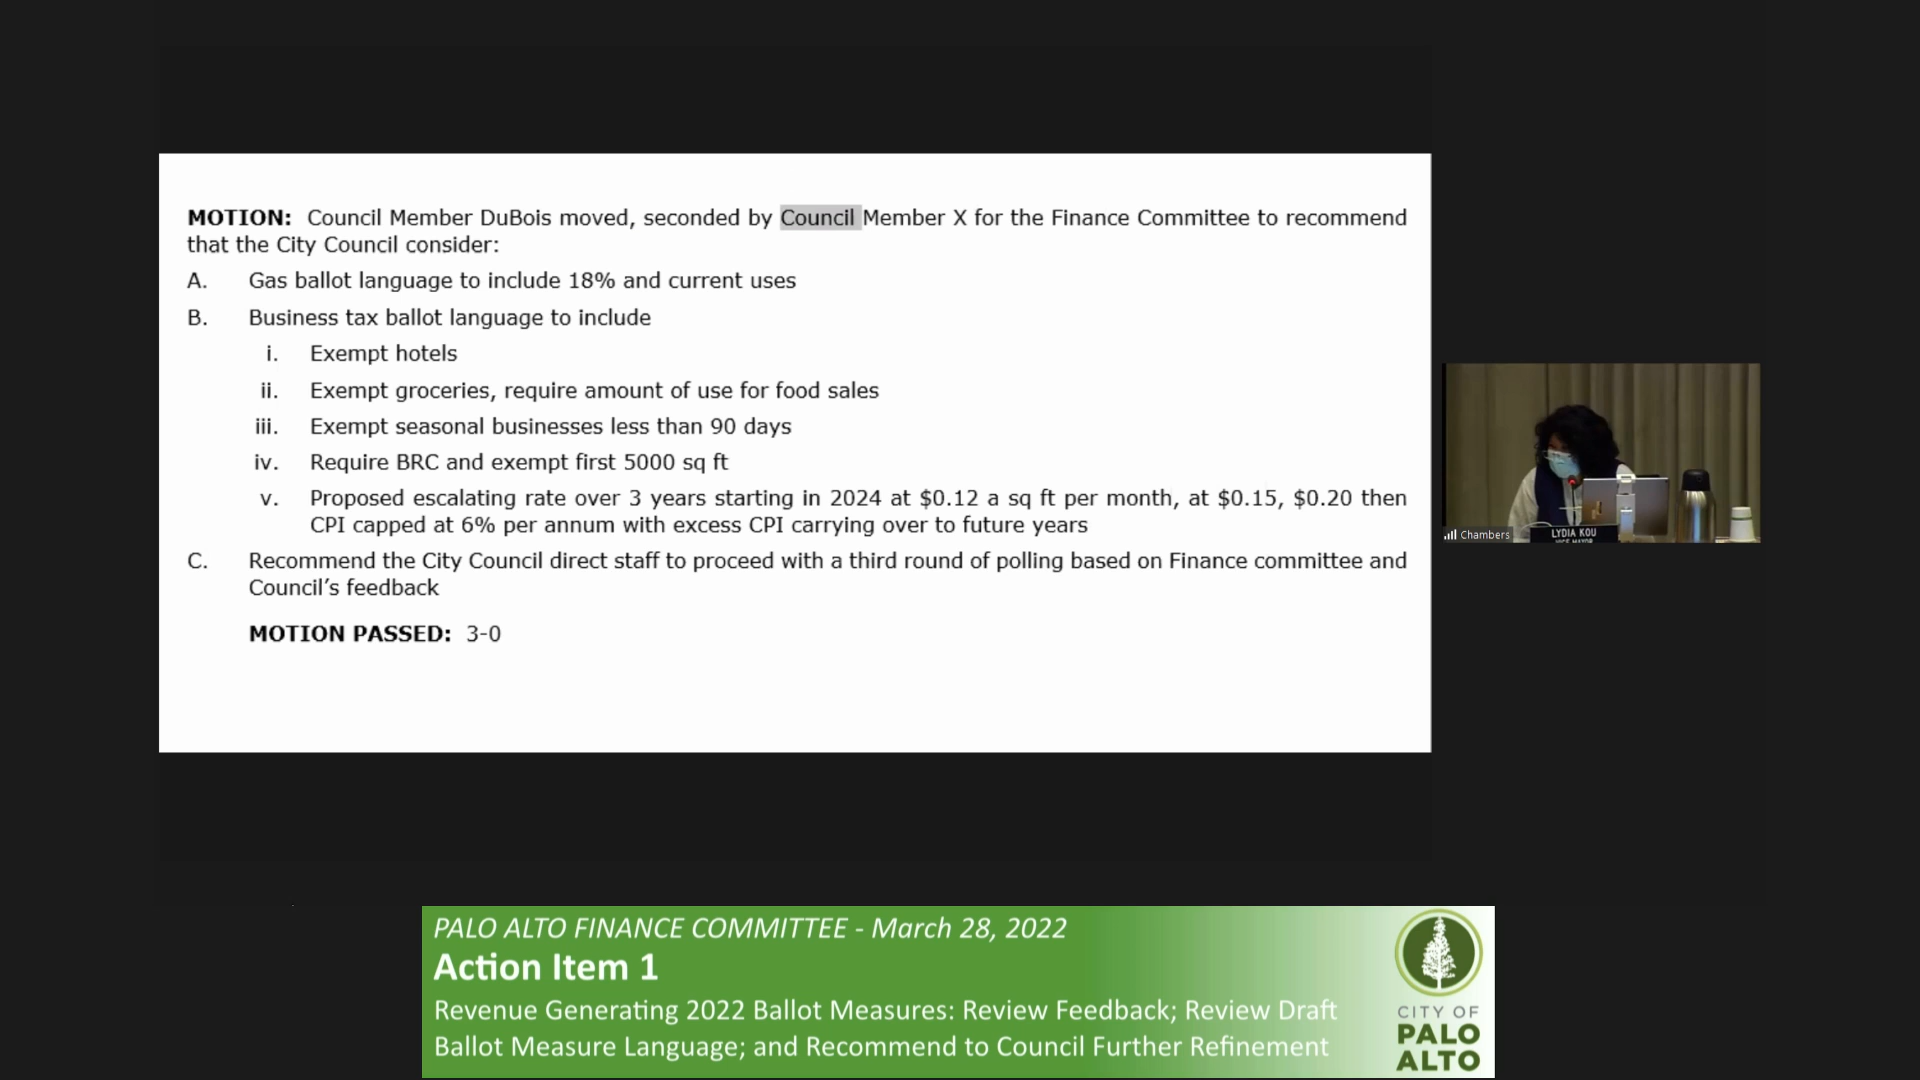 MOTION: Council Member DuBois moved, seconded by Council Member X for the Finance Committee to recommend
that the City Council consider:
A. Gas ballot language to include 18% and current uses
B. Business tax ballot language to include
i. Exempt hotels
ii. Exempt groceries, require amount of use for food sales
iii. Exempt seasonal businesses less than 90 days
iv. Require BRC and exempt first 5000 sq ft
v. Proposed escalating rate over 3 years starting in 2024 at $0.12 a sq ft per month, at $0.15, $0.20 then
CPI capped at 6% per annum with excess CPI carrying over to future years
C. Recommend the City Council direct staff to proceed with a third round of polling based on Finance committee and
Council's feedback
MOTION PASSED: 3-0
LYDIA KOU
VICE MAYOR
Chambers
PALO ALTO FINANCE COMMITTEE - March 28, 2022
Action Item 1
Revenue Generating 2022 Ballot Measures: Review Feedback; Review Draft
Ballot Measure Language; and Recommend to Council Further Refinement
CITY OF
PALO
ALTO